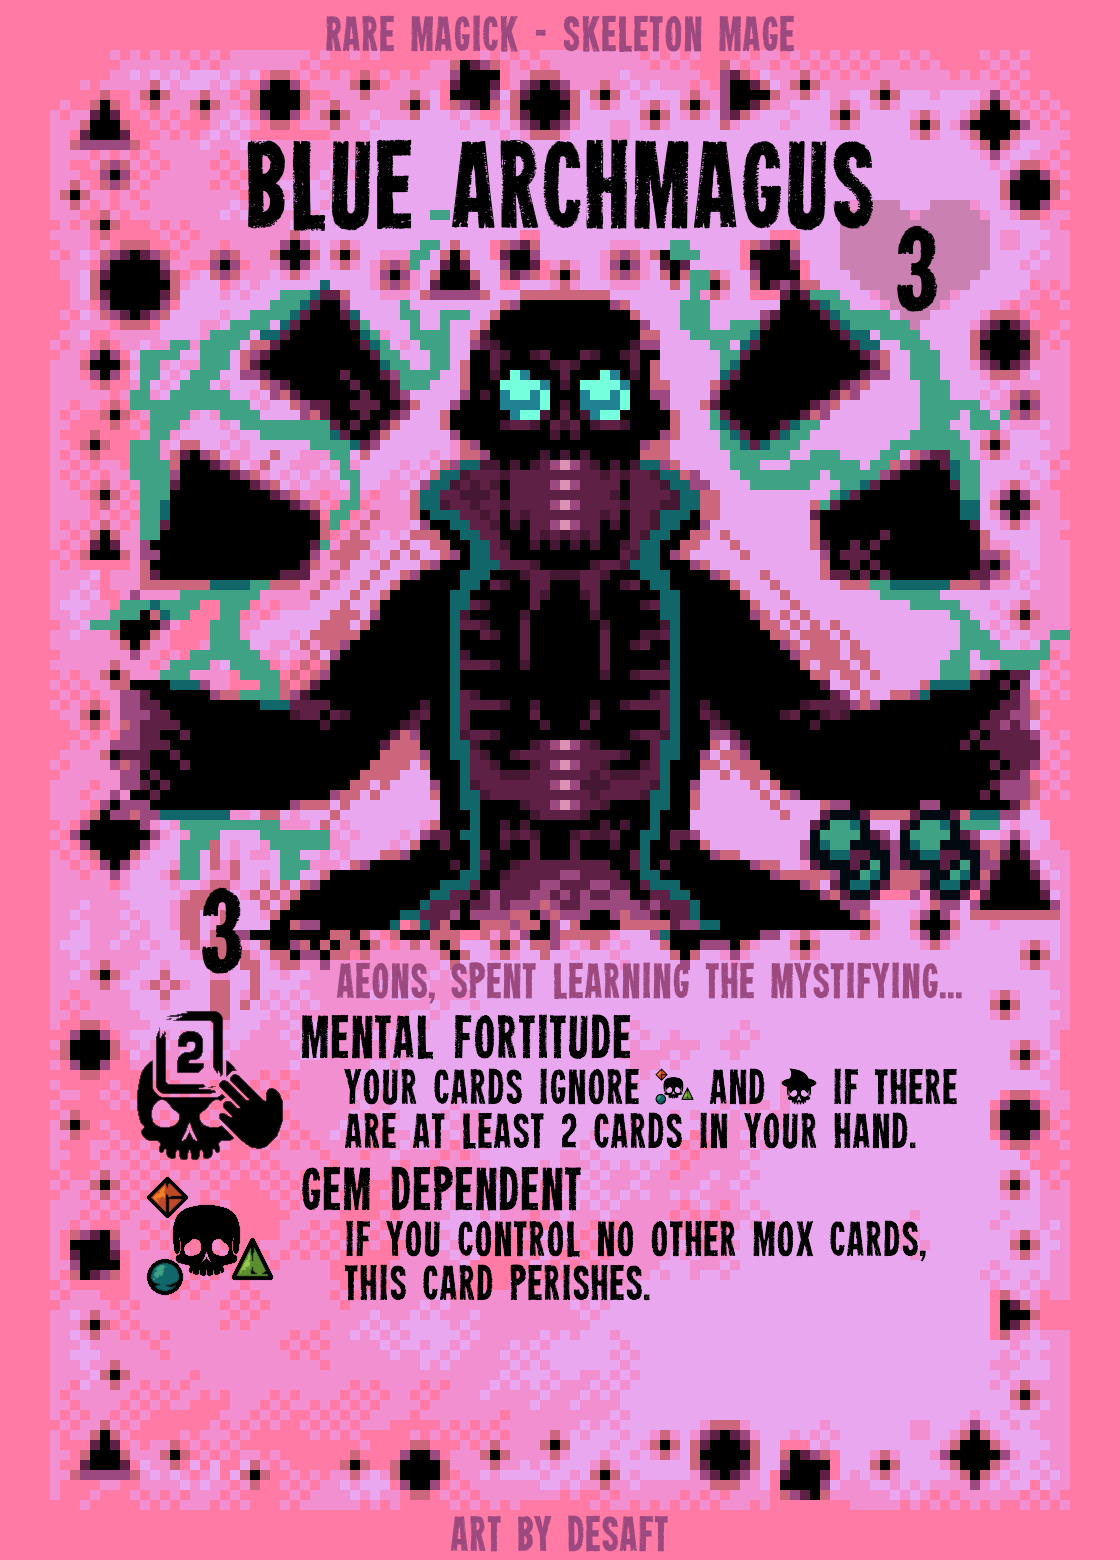 RARE MAGICK - SKELETON MAGE
BLUE ARCHMAGUS
3
3
AEONS, SPENT LEARNING THE MYSTIFYING...
2
MENTAL FORTITUDE
YOUR CARDS IGNORE AND IF THERE
ARE AT LEAST 2 CARDS IN YOUR HAND.
GEM DEPENDENT
IF YOU CONTROL NO OTHER MOX CARDS,
THIS CARD PERISHES.
ART BY DESAFT